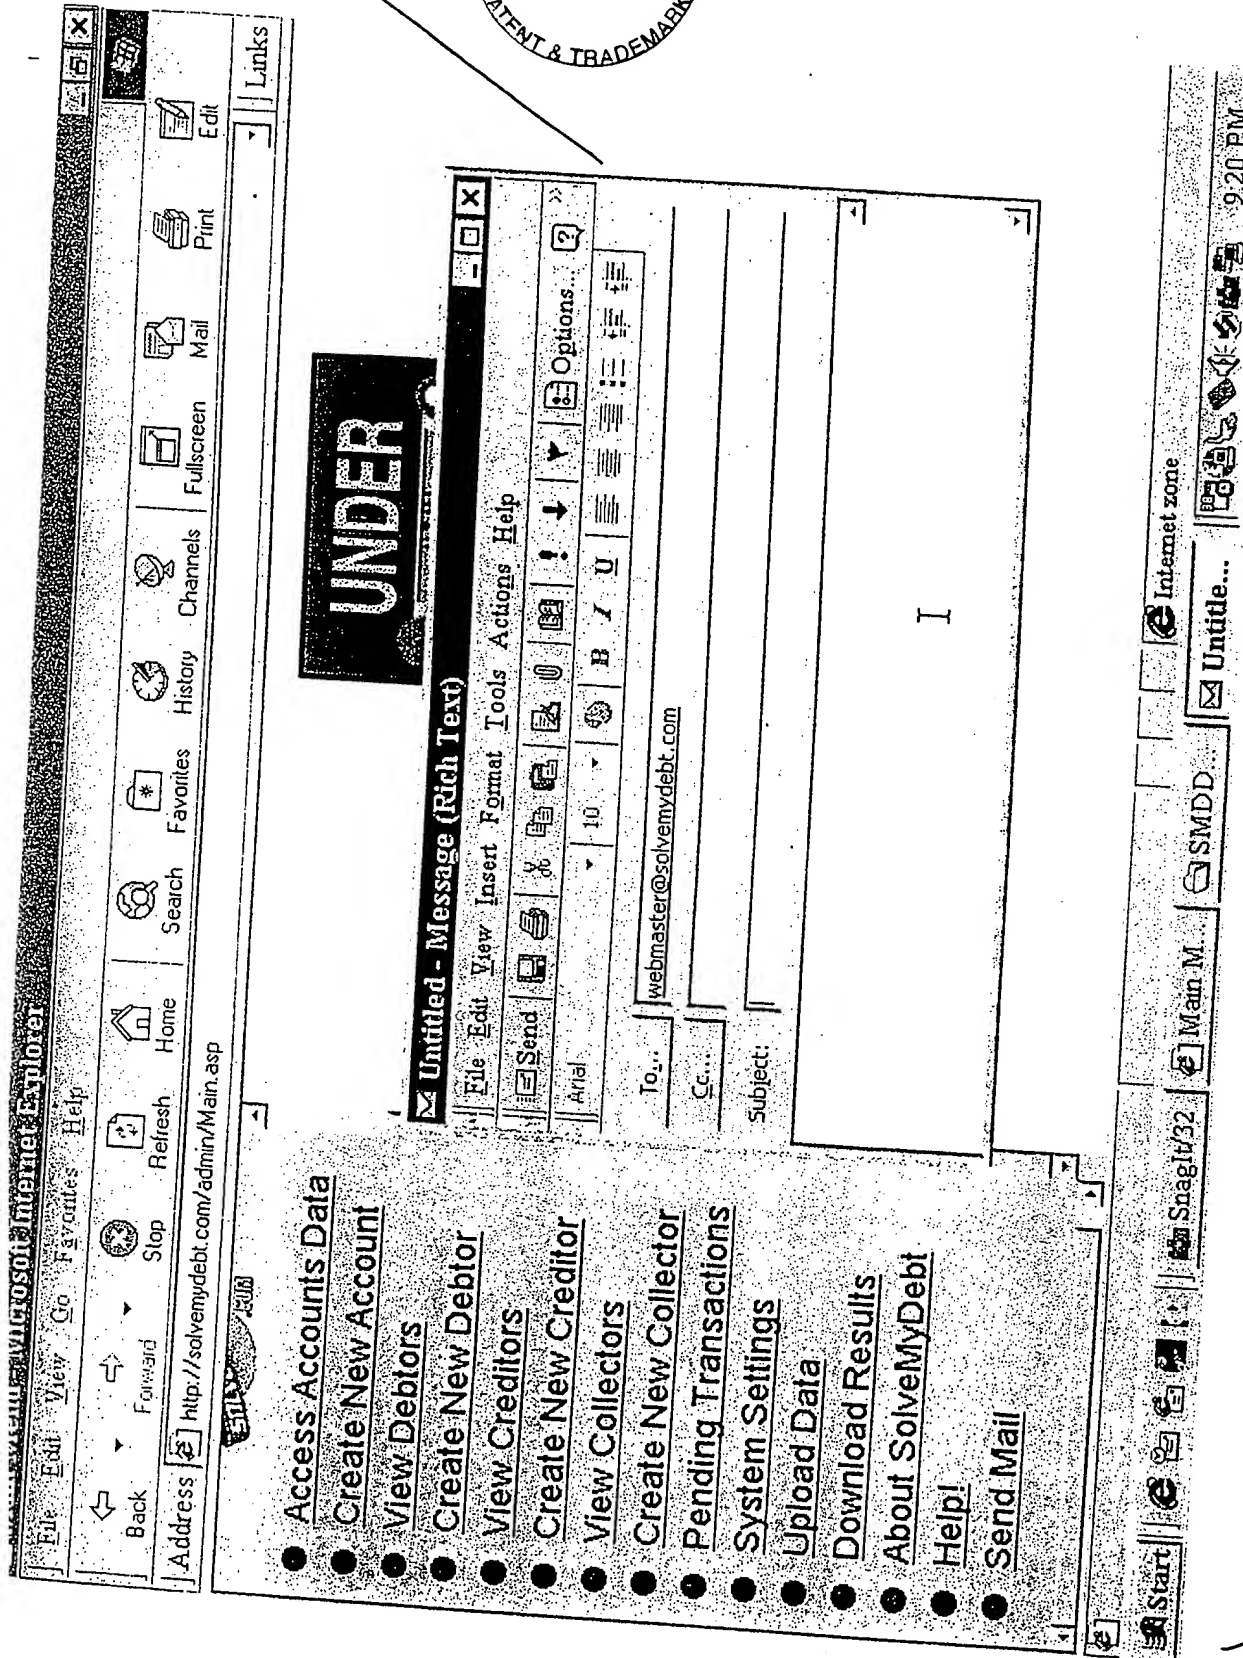 Microsoft Internet Explorer
File Edit View Go Favorites Help
Back Forward Stop Refresh Home Search Favorites History Channels Fullscreen Mail Print Edit
Address http://solvemydebt.com/admin/Main.asp Links
Access Accounts Data
Create New Account
View Debtors
Create New Debtor
View Creditors
Create New Creditor
View Collectors
Create New Collector
Pending Transactions
System Settings
Upload Data
Download Results
About SolveMyDebt
Help!
Send Mail
UNDER
Untitled - Message (Rich Text)
File Edit View Insert Format Tools Actions Help
Send Options... ? »
Arial 10 B I U
To... webmaster@solvemydebt.com
Cc...
Subject:
Internet zone
Start SnagIt/32 Main M... SMDD... Untitle... 9:20 PM
PATENT & TRADEMARK